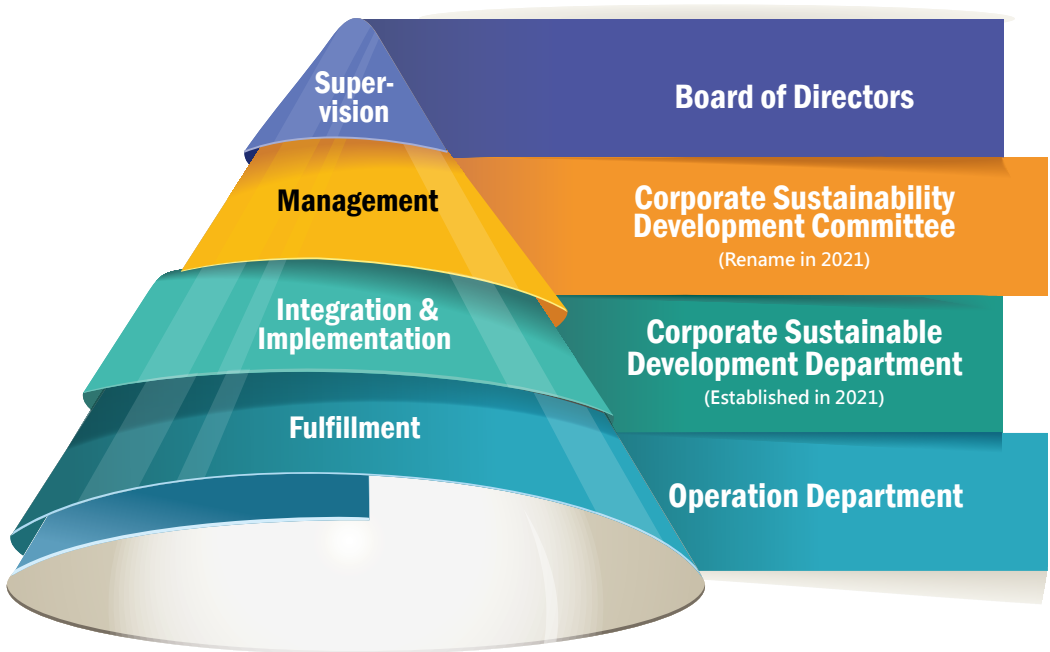 Super-
vision
Board of Directors
Management
Corporate Sustainability
Development Committee
(Rename in 2021)
Integration &
Implementation
Corporate Sustainable
Development Department
(Established in 2021)
Fulfillment
Operation Department